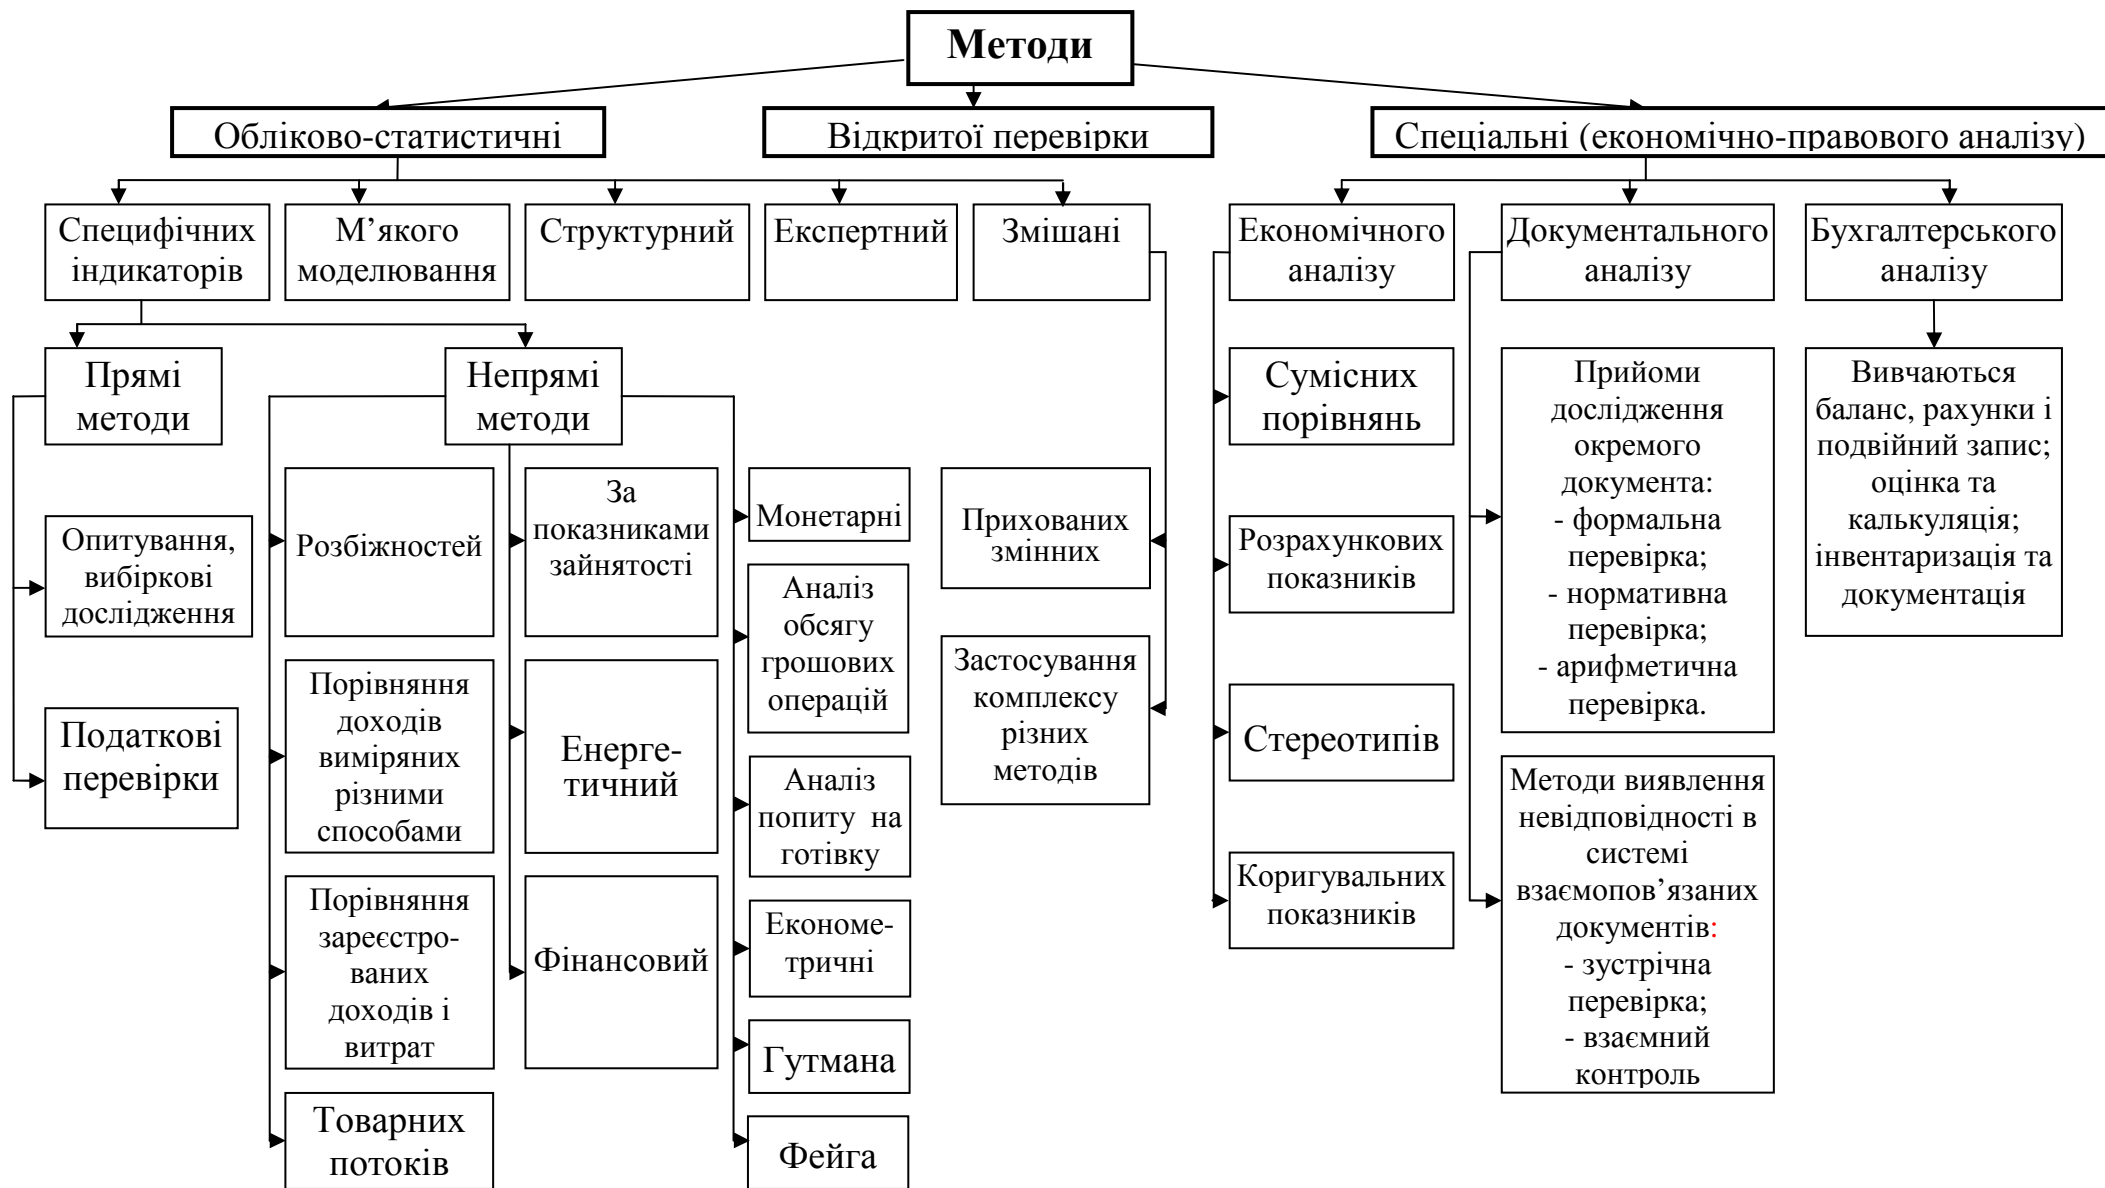 Методи
Обліково-статистичні
Відкритої перевірки
Спеціальні (економічно-правового аналізу)
Специфічних
індикаторів
М’якого
моделювання
Структурний
Експертний
Змішані
Економічного
аналізу
Документального
аналізу
Бухгалтерського
аналізу
Прямі
методи
Непрямі
методи
Опитування,
вибіркові
дослідження
Податкові
перевірки
Розбіжностей
Порівняння
доходів
виміряних
різними
способами
Порівняння
зареєстро-
ваних
доходів і
витрат
Товарних
потоків
За
показниками
зайнятості
Енерге-
тичний
Фінансовий
Монетарні
Аналіз
обсягу
грошових
операцій
Аналіз
попиту на
готівку
Економе-
тричні
Гутмана
Фейга
Прихованих
змінних
Застосування
комплексу
різних
методів
Сумісних
порівнянь
Розрахункових
показників
Стереотипів
Коригувальних
показників
Прийоми
дослідження
окремого
документа:
- формальна
перевірка;
- нормативна
перевірка;
- арифметична
перевірка.
Методи виявлення
невідповідності в
системі
взаємопов’язаних
документів:
- зустрічна
перевірка;
- взаємний
контроль
Вивчаються
баланс, рахунки і
подвійний запис;
оцінка та
калькуляція;
інвентаризація та
документація